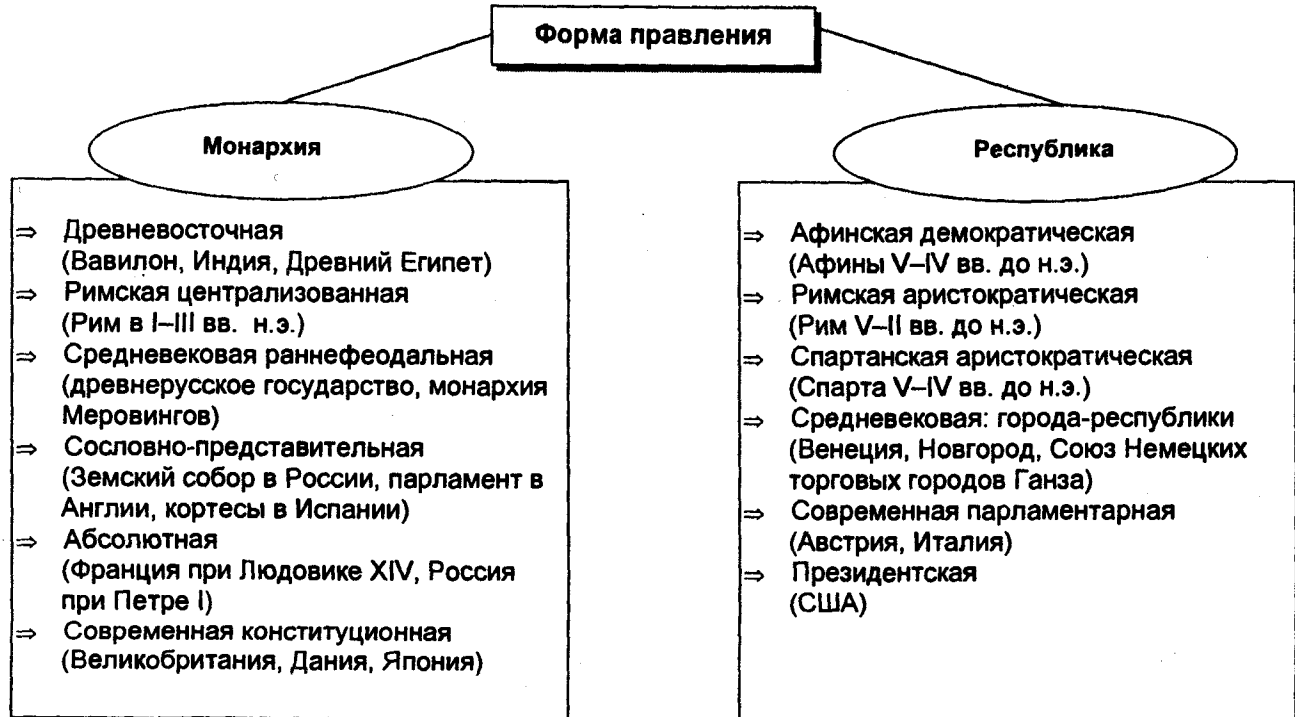 Форма правления
Монархия
⇒ Древневосточная
(Вавилон, Индия, Древний Египет)
⇒ Римская централизованная
(Рим в I–III вв. н.э.)
⇒ Средневековая раннефеодальная
(древнерусское государство, монархия
Меровингов)
⇒ Сословно-представительная
(Земский собор в России, парламент в
Англии, кортесы в Испании)
⇒ Абсолютная
(Франция при Людовике XIV, Россия
при Петре I)
⇒ Современная конституционная
(Великобритания, Дания, Япония)
Республика
⇒ Афинская демократическая
(Афины V–IV вв. до н.э.)
⇒ Римская аристократическая
(Рим V–II вв. до н.э.)
⇒ Спартанская аристократическая
(Спарта V–IV вв. до н.э.)
⇒ Средневековая: города-республики
(Венеция, Новгород, Союз Немецких
торговых городов Ганза)
⇒ Современная парламентарная
(Австрия, Италия)
⇒ Президентская
(США)